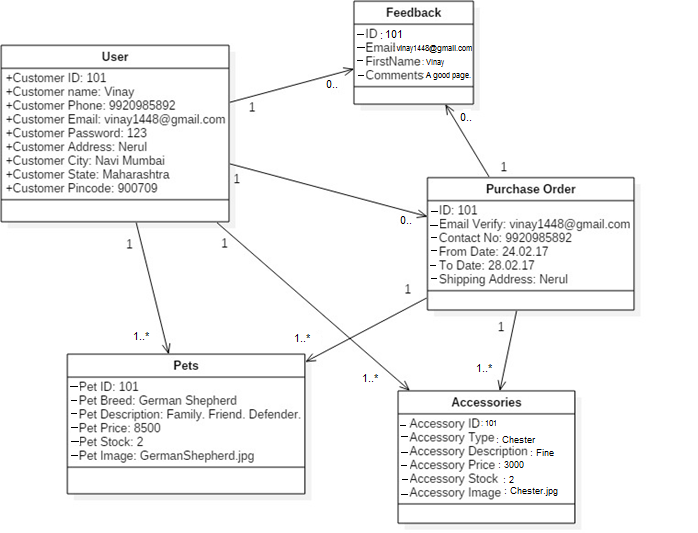 Feedback
–ID : 101
–Email vinay1448@gmail.com
–FirstName : Vinay
–Comments : A good page.
User
+Customer ID: 101
+Customer name: Vinay
+Customer Phone: 9920985892
+Customer Email: vinay1448@gmail.com
+Customer Password: 123
+Customer Address: Nerul
+Customer City: Navi Mumbai
+Customer State: Maharashtra
+Customer Pincode: 900709
1
0..
0..
1
1
0..
Purchase Order
–ID: 101
–Email Verify: vinay1448@gmail.com
–Contact No: 9920985892
–From Date: 24.02.17
–To Date: 28.02.17
–Shipping Address: Nerul
1
1
1
1
1..*
1..*
1..*
1..*
Pets
–Pet ID: 101
–Pet Breed: German Shepherd
–Pet Description: Family. Friend. Defender.
–Pet Price: 8500
–Pet Stock: 2
–Pet Image: GermanShepherd.jpg
Accessories
–Accessory ID : 101
–Accessory Type : Chester
–Accessory Description : Fine
–Accessory Price : 3000
–Accessory Stock : 2
–Accessory Image : Chester.jpg